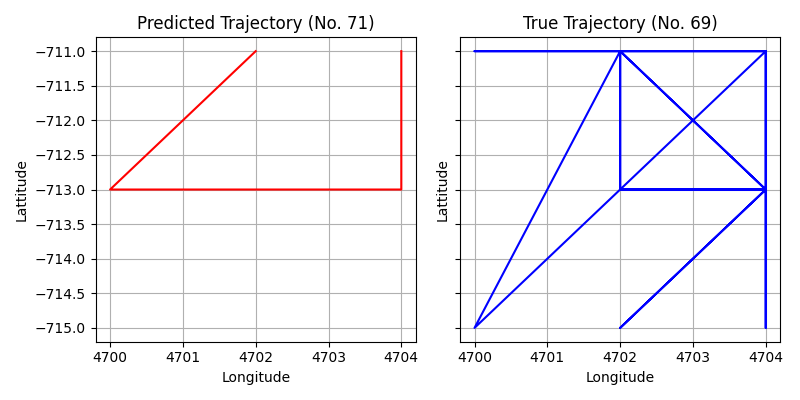 Predicted Trajectory (No. 71)
Lattitude
−711.0
−711.5
−712.0
−712.5
−713.0
−713.5
−714.0
−714.5
−715.0
4700 4701 4702 4703 4704
Longitude
True Trajectory (No. 69)
Lattitude
4700 4701 4702 4703 4704
Longitude